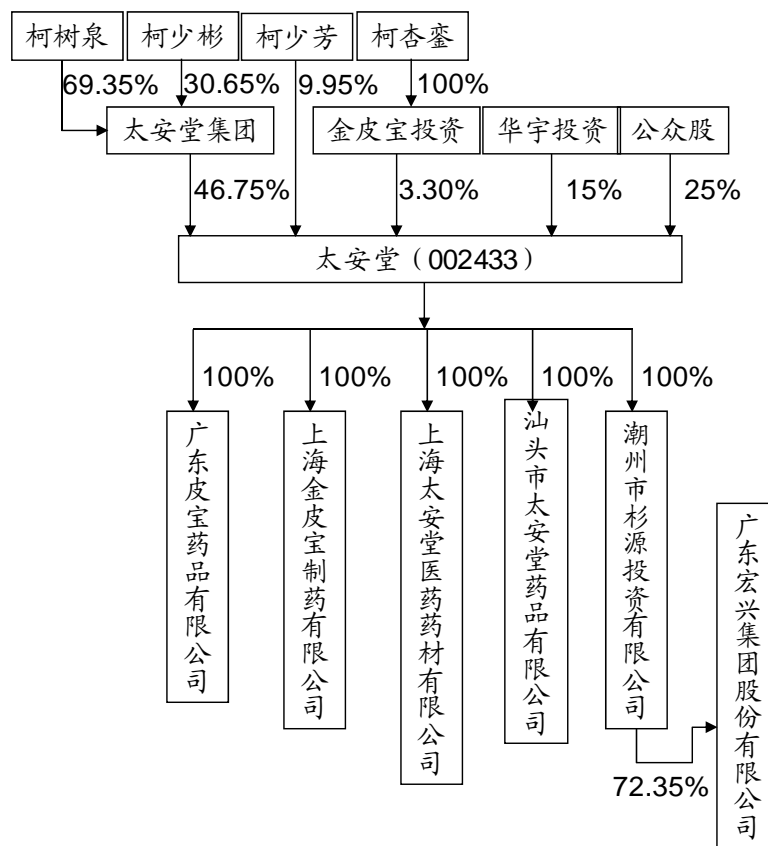 柯树泉
柯少彬
柯少芳
柯杏銮
69.35%
30.65%
9.95%
100%
太安堂集团
金皮宝投资
华宇投资
公众股
46.75%
3.30%
15%
25%
太安堂（002433）
100%
100%
100%
100%
100%
广东皮宝药品有限公司
上海金皮宝制药有限公司
上海太安堂医药药材有限公司
汕头市太安堂药品有限公司
潮州市杉源投资有限公司
广东宏兴集团股份有限公司
72.35%